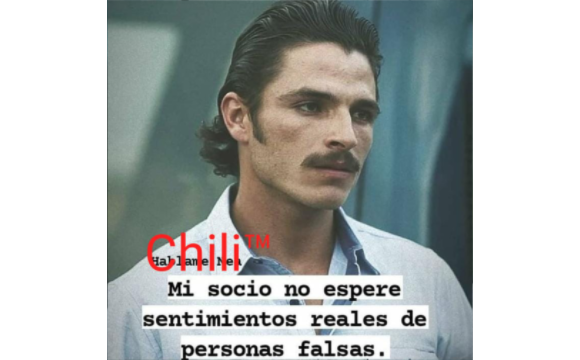 Chili™
Hablame Nea
Mi socio no espere
sentimientos reales de
personas falsas.